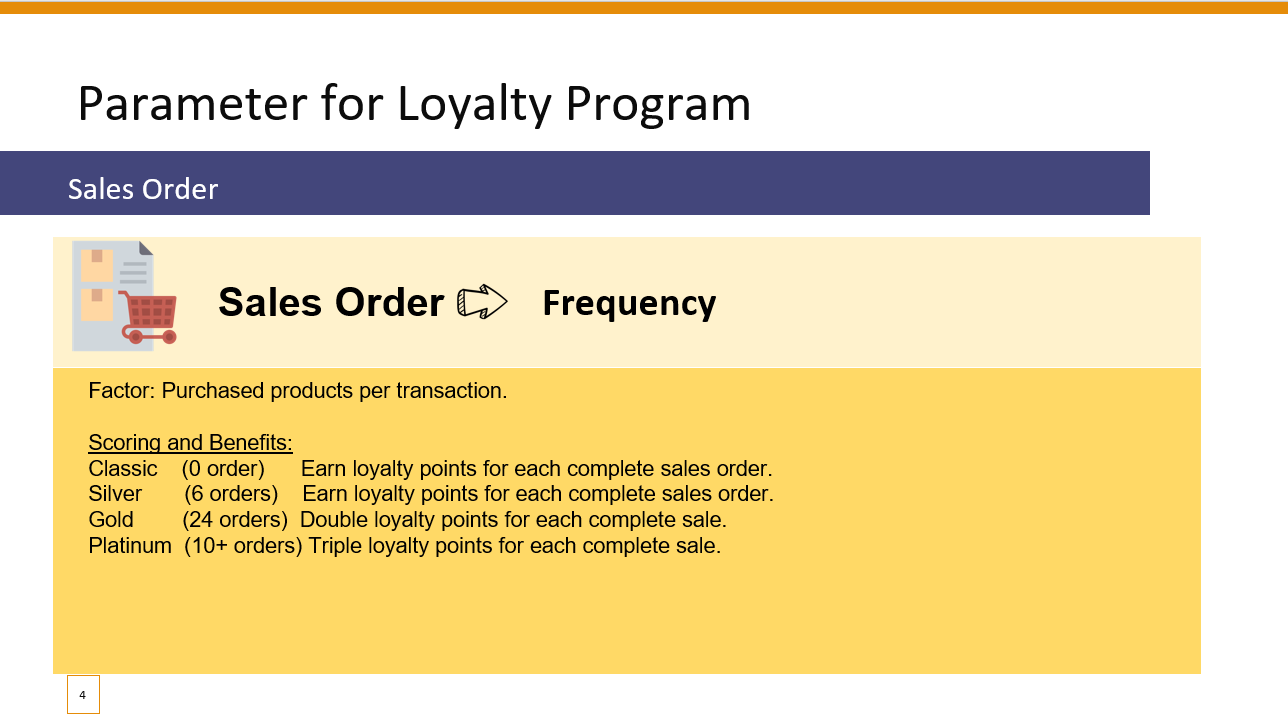 Parameter for Loyalty Program
Sales Order
Sales Order Frequency
Factor: Purchased products per transaction.
Scoring and Benefits:
Classic (0 order) Earn loyalty points for each complete sales order.
Silver (6 orders) Earn loyalty points for each complete sales order.
Gold (24 orders) Double loyalty points for each complete sale.
Platinum (10+ orders) Triple loyalty points for each complete sale.
4